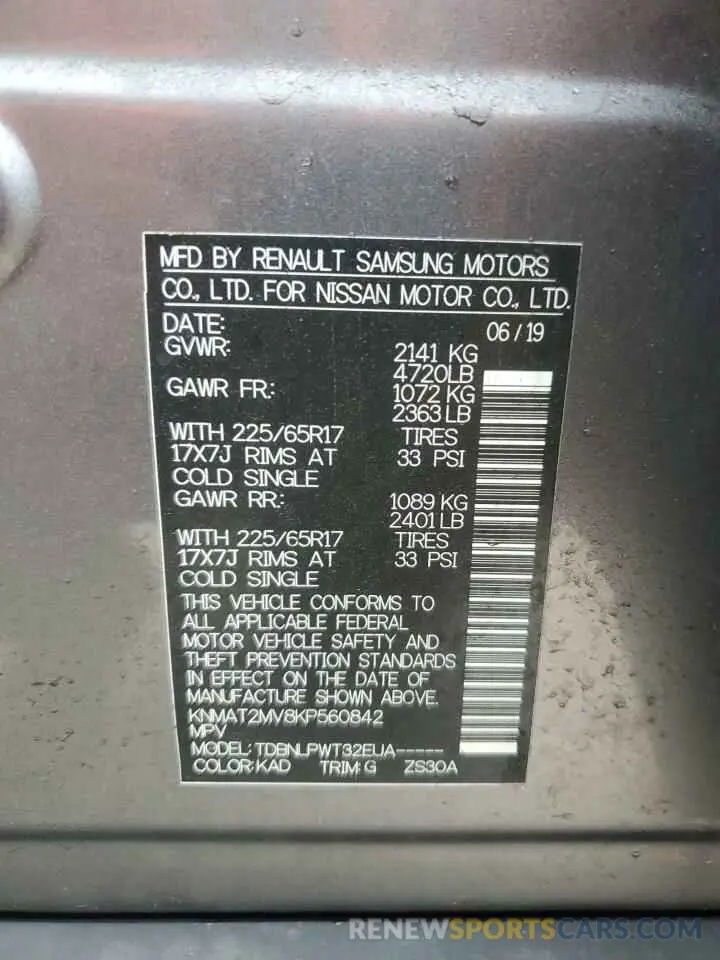 MFD BY RENAULT SAMSUNG MOTORS
CO., LTD. FOR NISSAN MOTOR CO., LTD.
DATE: 06/19
GVWR: 2141 KG
4720LB
GAWR FR: 1072 KG
2363LB
WITH 225/65R17 TIRES
17X7J RIMS AT 33 PSI
COLD SINGLE
GAWR RR: 1089 KG
2401LB
WITH 225/65R17 TIRES
17X7J RIMS AT 33 PSI
COLD SINGLE
THIS VEHICLE CONFORMS TO
ALL APPLICABLE FEDERAL
MOTOR VEHICLE SAFETY AND
THEFT PREVENTION STANDARDS
IN EFFECT ON THE DATE OF
MANUFACTURE SHOWN ABOVE.
KNMAT2MV8KP560842
MPV
MODEL: TDBNLPWT32EUA-----
COLOR:KAD TRIM:G ZS30A
RENEWSPORTSCARS.COM